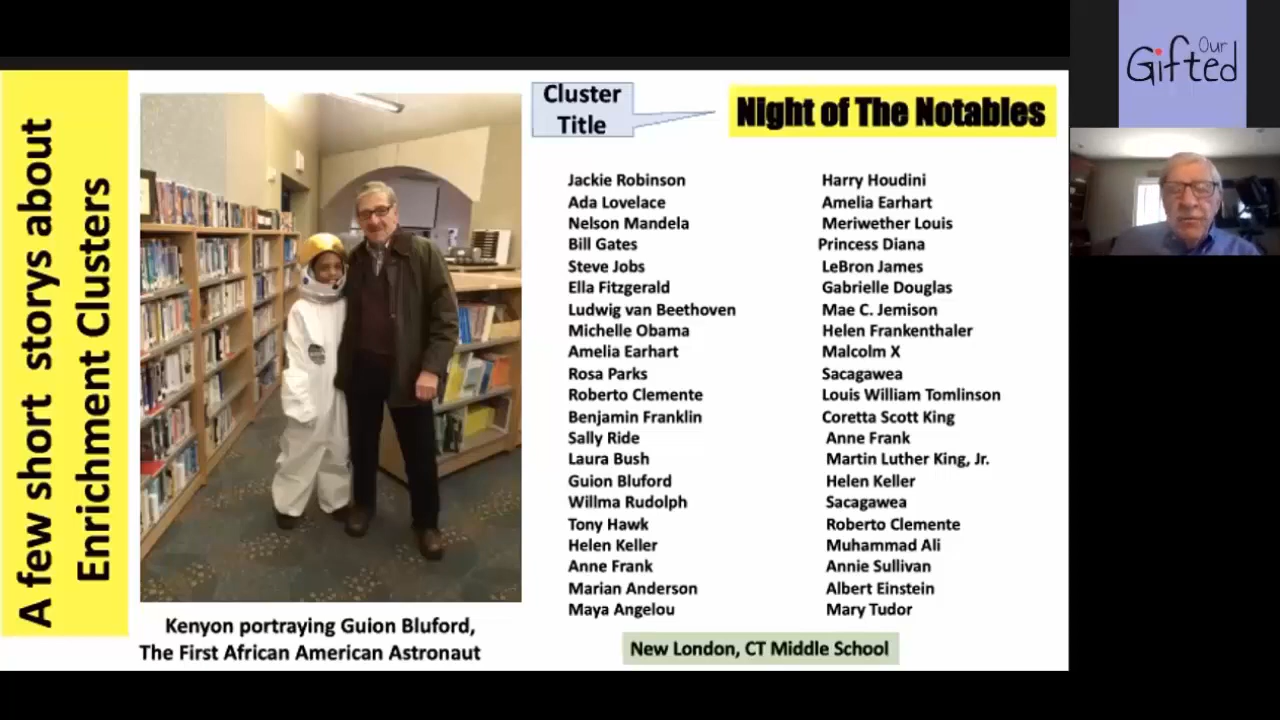 A few short storys about
Enrichment Clusters
Cluster
Title
Night of The Notables
Jackie Robinson
Ada Lovelace
Nelson Mandela
Bill Gates
Steve Jobs
Ella Fitzgerald
Ludwig van Beethoven
Michelle Obama
Amelia Earhart
Rosa Parks
Roberto Clemente
Benjamin Franklin
Sally Ride
Laura Bush
Guion Bluford
Willma Rudolph
Tony Hawk
Helen Keller
Anne Frank
Marian Anderson
Maya Angelou
Harry Houdini
Amelia Earhart
Meriwether Louis
Princess Diana
LeBron James
Gabrielle Douglas
Mae C. Jemison
Helen Frankenthaler
Malcolm X
Sacagawea
Louis William Tomlinson
Coretta Scott King
Anne Frank
Martin Luther King, Jr.
Helen Keller
Sacagawea
Roberto Clemente
Muhammad Ali
Annie Sullivan
Albert Einstein
Mary Tudor
Kenyon portraying Guion Bluford,
The First African American Astronaut
New London, CT Middle School
Our
Gifted